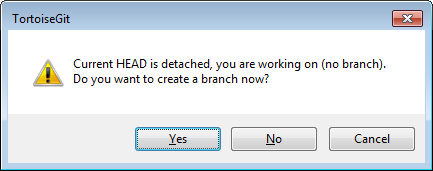 TortoiseGit
Current HEAD is detached, you are working on (no branch).
Do you want to create a branch now?
Yes
No
Cancel